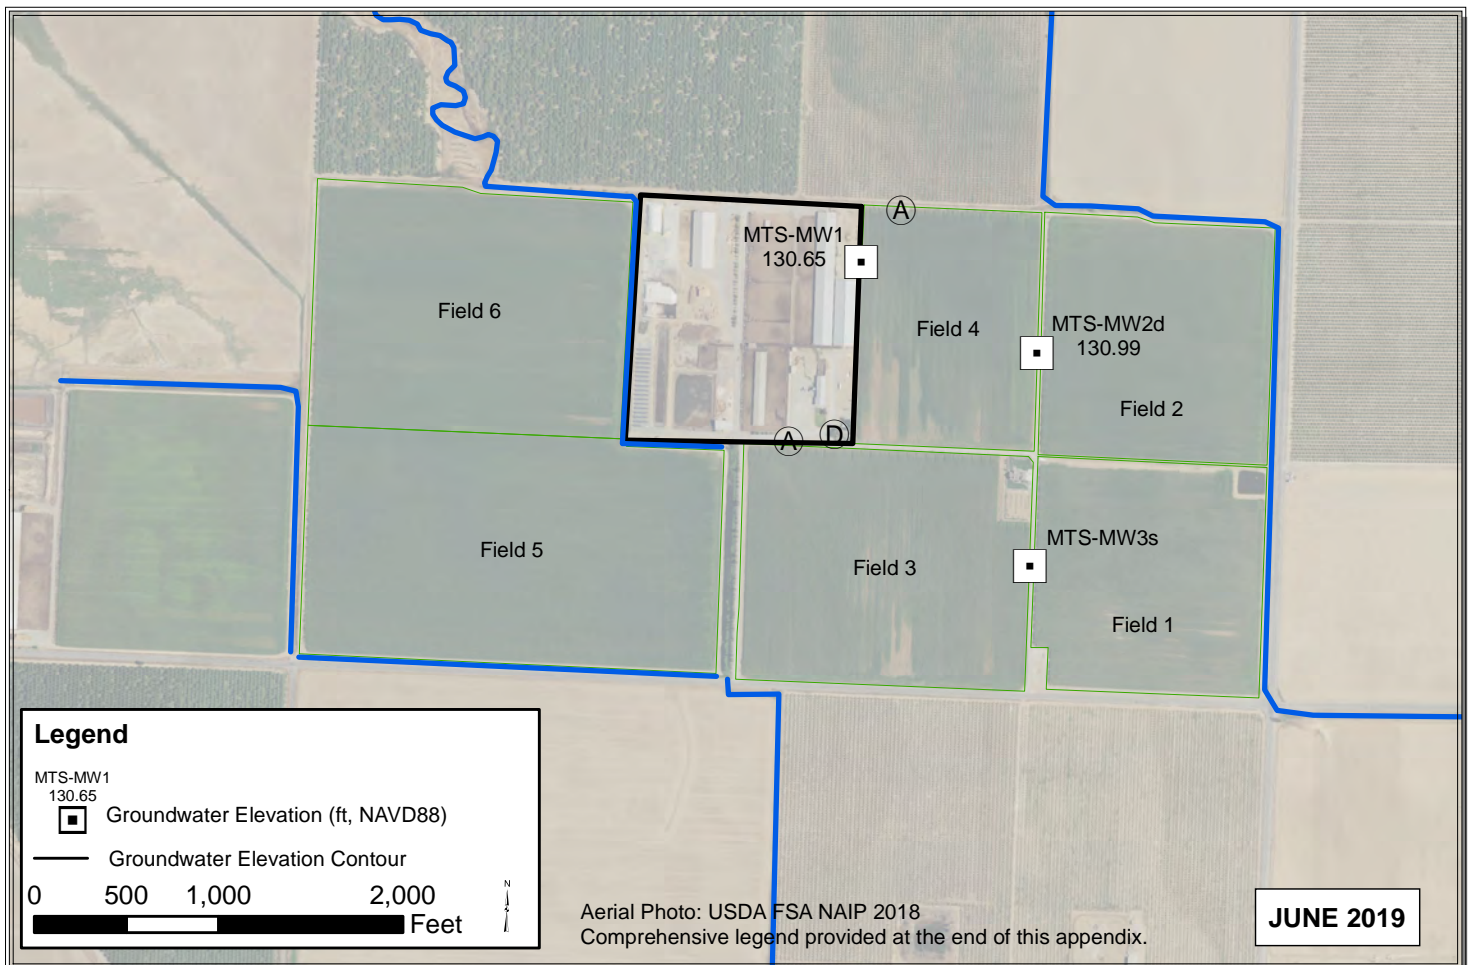 A
MTS-MW1
130.65
Field 6
Field 4
MTS-MW2d
130.99
Field 2
A
D
Field 5
Field 3
MTS-MW3s
Field 1
Legend
MTS-MW1
130.65
Groundwater Elevation (ft, NAVD88)
Groundwater Elevation Contour
0 500 1,000 2,000
Feet
N
Aerial Photo: USDA FSA NAIP 2018
Comprehensive legend provided at the end of this appendix.
JUNE 2019